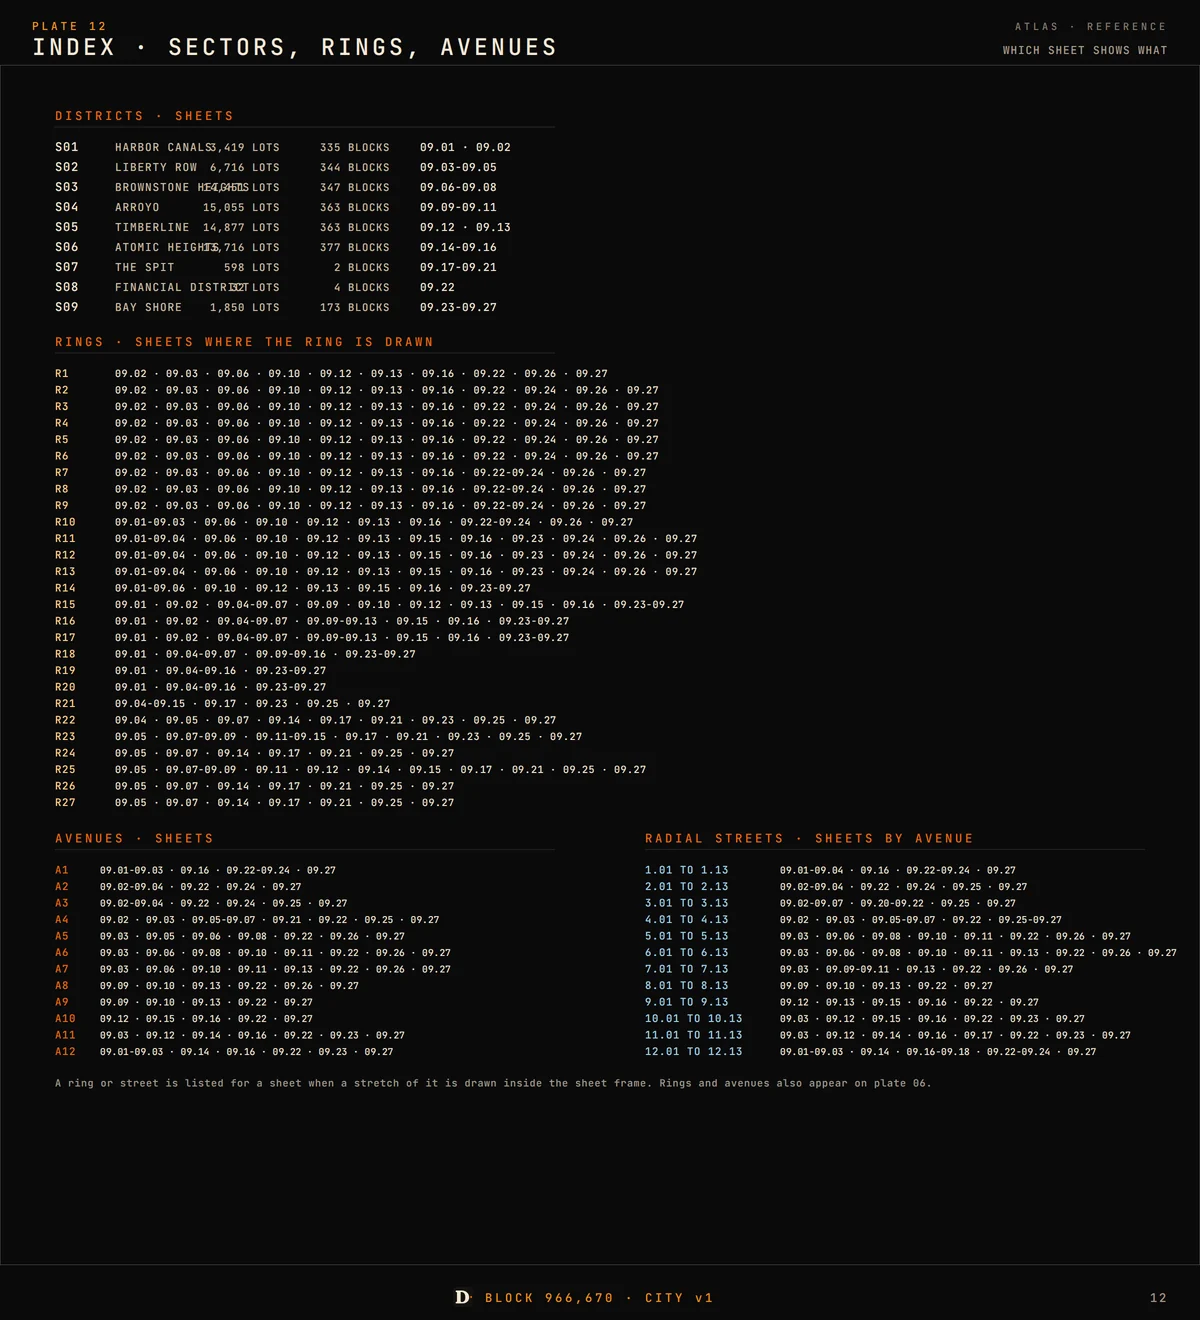 PLATE 12
INDEX · SECTORS, RINGS, AVENUES
ATLAS · REFERENCE
WHICH SHEET SHOWS WHAT
DISTRICTS · SHEETS
S01 HARBOR CANALS 3,419 LOTS 335 BLOCKS 09.01 · 09.02
S02 LIBERTY ROW 6,716 LOTS 344 BLOCKS 09.03-09.05
S03 BROWNSTONE HEIGHTS LOTS 347 BLOCKS 09.06-09.08
S04 ARROYO 15,055 LOTS 363 BLOCKS 09.09-09.11
S05 TIMBERLINE 14,877 LOTS 363 BLOCKS 09.12 · 09.13
S06 ATOMIC HEIGHTS 13,716 LOTS 377 BLOCKS 09.14-09.16
S07 THE SPIT 598 LOTS 2 BLOCKS 09.17-09.21
S08 FINANCIAL DISTRICT 32 LOTS 4 BLOCKS 09.22
S09 BAY SHORE 1,850 LOTS 173 BLOCKS 09.23-09.27
RINGS · SHEETS WHERE THE RING IS DRAWN
R1 09.02 · 09.03 · 09.06 · 09.10 · 09.12 · 09.13 · 09.16 · 09.22 · 09.26 · 09.27
R2 09.02 · 09.03 · 09.06 · 09.10 · 09.12 · 09.13 · 09.16 · 09.22 · 09.24 · 09.26 · 09.27
R3 09.02 · 09.03 · 09.06 · 09.10 · 09.12 · 09.13 · 09.16 · 09.22 · 09.24 · 09.26 · 09.27
R4 09.02 · 09.03 · 09.06 · 09.10 · 09.12 · 09.13 · 09.16 · 09.22 · 09.24 · 09.26 · 09.27
R5 09.02 · 09.03 · 09.06 · 09.10 · 09.12 · 09.13 · 09.16 · 09.22 · 09.24 · 09.26 · 09.27
R6 09.02 · 09.03 · 09.06 · 09.10 · 09.12 · 09.13 · 09.16 · 09.22 · 09.24 · 09.26 · 09.27
R7 09.02 · 09.03 · 09.06 · 09.10 · 09.12 · 09.13 · 09.16 · 09.22-09.24 · 09.26 · 09.27
R8 09.02 · 09.03 · 09.06 · 09.10 · 09.12 · 09.13 · 09.16 · 09.22-09.24 · 09.26 · 09.27
R9 09.02 · 09.03 · 09.06 · 09.10 · 09.12 · 09.13 · 09.16 · 09.22-09.24 · 09.26 · 09.27
R10 09.01-09.03 · 09.06 · 09.10 · 09.12 · 09.13 · 09.16 · 09.22-09.24 · 09.26 · 09.27
R11 09.01-09.04 · 09.06 · 09.10 · 09.12 · 09.13 · 09.15 · 09.16 · 09.23 · 09.24 · 09.26 · 09.27
R12 09.01-09.04 · 09.06 · 09.10 · 09.12 · 09.13 · 09.15 · 09.16 · 09.23 · 09.24 · 09.26 · 09.27
R13 09.01-09.04 · 09.06 · 09.10 · 09.12 · 09.13 · 09.15 · 09.16 · 09.23 · 09.24 · 09.26 · 09.27
R14 09.01-09.06 · 09.10 · 09.12 · 09.13 · 09.15 · 09.16 · 09.23-09.27
R15 09.01 · 09.02 · 09.04-09.07 · 09.09 · 09.10 · 09.12 · 09.13 · 09.15 · 09.16 · 09.23-09.27
R16 09.01 · 09.02 · 09.04-09.07 · 09.09-09.13 · 09.15 · 09.16 · 09.23-09.27
R17 09.01 · 09.02 · 09.04-09.07 · 09.09-09.13 · 09.15 · 09.16 · 09.23-09.27
R18 09.01 · 09.04-09.07 · 09.09-09.16 · 09.23-09.27
R19 09.01 · 09.04-09.16 · 09.23-09.27
R20 09.01 · 09.04-09.16 · 09.23-09.27
R21 09.04-09.15 · 09.17 · 09.23 · 09.25 · 09.27
R22 09.04 · 09.05 · 09.07 · 09.14 · 09.17 · 09.21 · 09.23 · 09.25 · 09.27
R23 09.05 · 09.07-09.09 · 09.11-09.15 · 09.17 · 09.21 · 09.23 · 09.25 · 09.27
R24 09.05 · 09.07 · 09.14 · 09.17 · 09.21 · 09.25 · 09.27
R25 09.05 · 09.07-09.09 · 09.11 · 09.12 · 09.14 · 09.15 · 09.17 · 09.21 · 09.25 · 09.27
R26 09.05 · 09.07 · 09.14 · 09.17 · 09.21 · 09.25 · 09.27
R27 09.05 · 09.07 · 09.14 · 09.17 · 09.21 · 09.25 · 09.27
AVENUES · SHEETS
A1 09.01-09.03 · 09.16 · 09.22-09.24 · 09.27
A2 09.02-09.04 · 09.22 · 09.24 · 09.27
A3 09.02-09.04 · 09.22 · 09.24 · 09.25 · 09.27
A4 09.02 · 09.03 · 09.05-09.07 · 09.21 · 09.22 · 09.25 · 09.27
A5 09.03 · 09.05 · 09.06 · 09.08 · 09.22 · 09.26 · 09.27
A6 09.03 · 09.06 · 09.08 · 09.10 · 09.11 · 09.22 · 09.26 · 09.27
A7 09.03 · 09.06 · 09.10 · 09.11 · 09.13 · 09.22 · 09.26 · 09.27
A8 09.09 · 09.10 · 09.13 · 09.22 · 09.26 · 09.27
A9 09.09 · 09.10 · 09.13 · 09.22 · 09.27
A10 09.12 · 09.15 · 09.16 · 09.22 · 09.27
A11 09.03 · 09.12 · 09.14 · 09.16 · 09.22 · 09.23 · 09.27
A12 09.01-09.03 · 09.14 · 09.16 · 09.22 · 09.23 · 09.27
RADIAL STREETS · SHEETS BY AVENUE
1.01 TO 1.13 09.01-09.04 · 09.16 · 09.22-09.24 · 09.27
2.01 TO 2.13 09.02-09.04 · 09.22 · 09.24 · 09.25 · 09.27
3.01 TO 3.13 09.02-09.07 · 09.20-09.22 · 09.25 · 09.27
4.01 TO 4.13 09.02 · 09.03 · 09.05-09.07 · 09.22 · 09.25-09.27
5.01 TO 5.13 09.03 · 09.06 · 09.08 · 09.10 · 09.11 · 09.22 · 09.26 · 09.27
6.01 TO 6.13 09.03 · 09.06 · 09.08 · 09.10 · 09.11 · 09.13 · 09.22 · 09.26 · 09.27
7.01 TO 7.13 09.03 · 09.09-09.11 · 09.13 · 09.22 · 09.26 · 09.27
8.01 TO 8.13 09.09 · 09.10 · 09.13 · 09.22 · 09.27
9.01 TO 9.13 09.12 · 09.13 · 09.15 · 09.16 · 09.22 · 09.27
10.01 TO 10.13 09.03 · 09.12 · 09.15 · 09.16 · 09.22 · 09.23 · 09.27
11.01 TO 11.13 09.03 · 09.12 · 09.14 · 09.16 · 09.17 · 09.22 · 09.23 · 09.27
12.01 TO 12.13 09.01-09.03 · 09.14 · 09.16-09.18 · 09.22-09.24 · 09.27
A ring or street is listed for a sheet when a stretch of it is drawn inside the sheet frame. Rings and avenues also appear on plate 06.
D BLOCK 966,670 · CITY v1
12